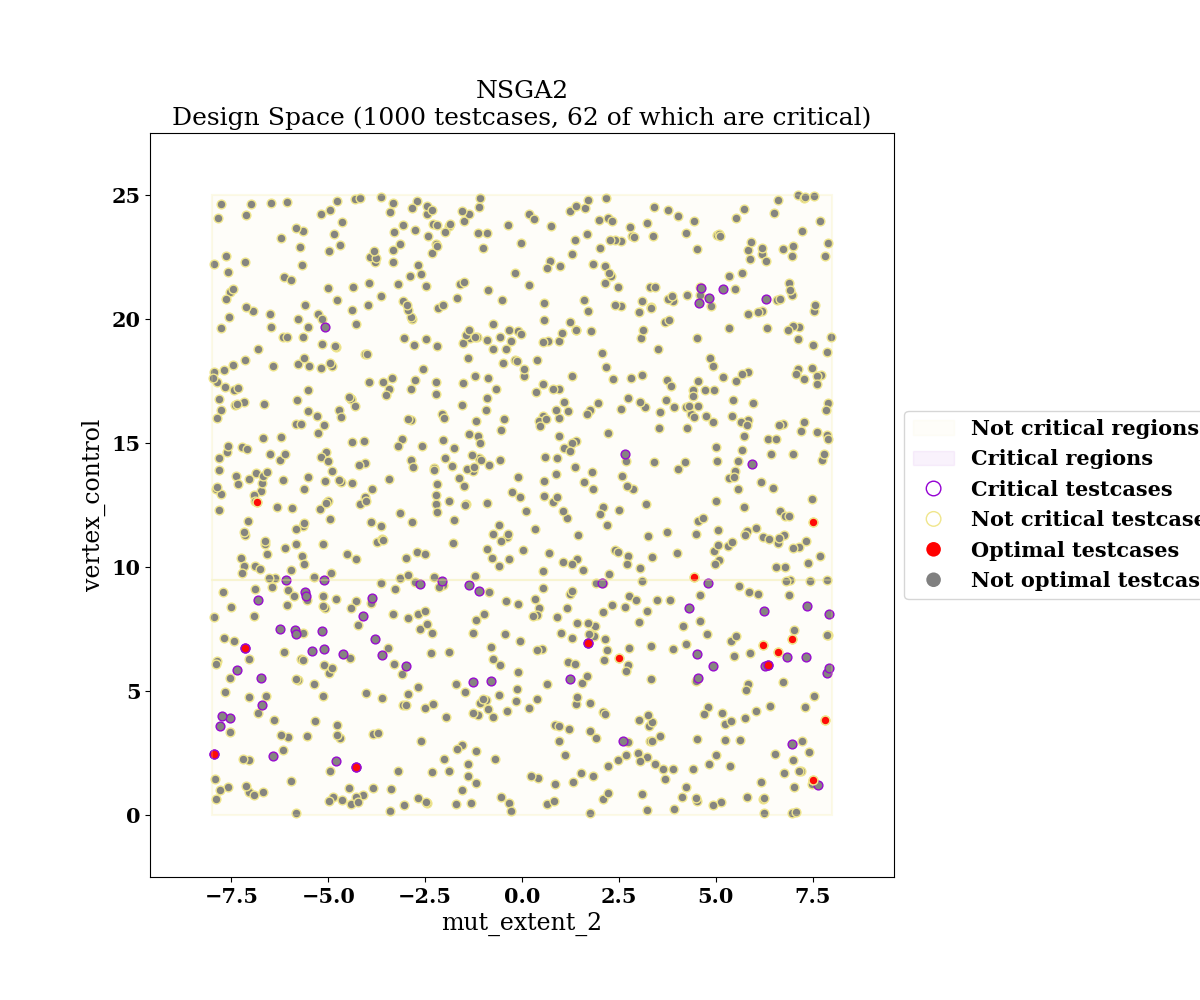 NSGA2
Design Space (1000 testcases, 62 of which are critical)
25
20
15
10
5
0
vertex_control
−7.5 −5.0 −2.5 0.0 2.5 5.0 7.5
mut_extent_2
Not critical regions
Critical regions
Critical testcases
Not critical testcase
Optimal testcases
Not optimal testcas